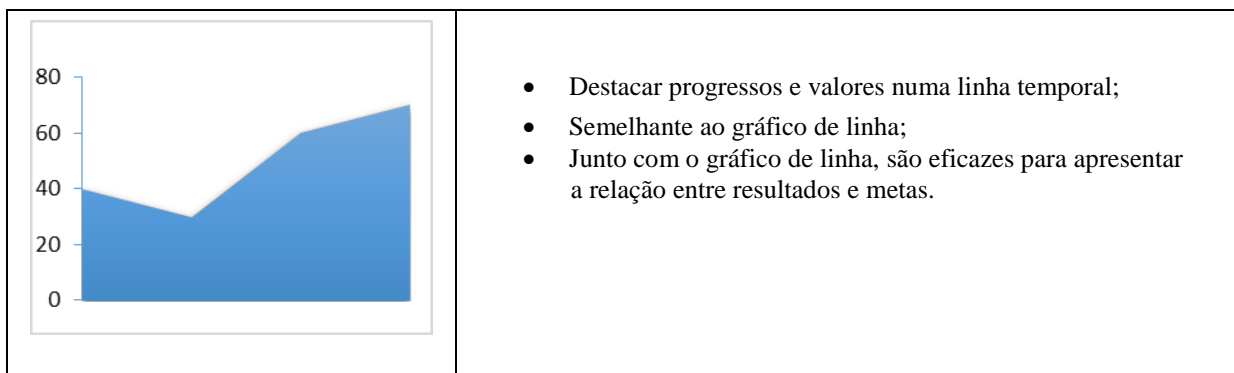 80
60
40
20
0
• Destacar progressos e valores numa linha temporal;
• Semelhante ao gráfico de linha;
• Junto com o gráfico de linha, são eficazes para apresentar
a relação entre resultados e metas.